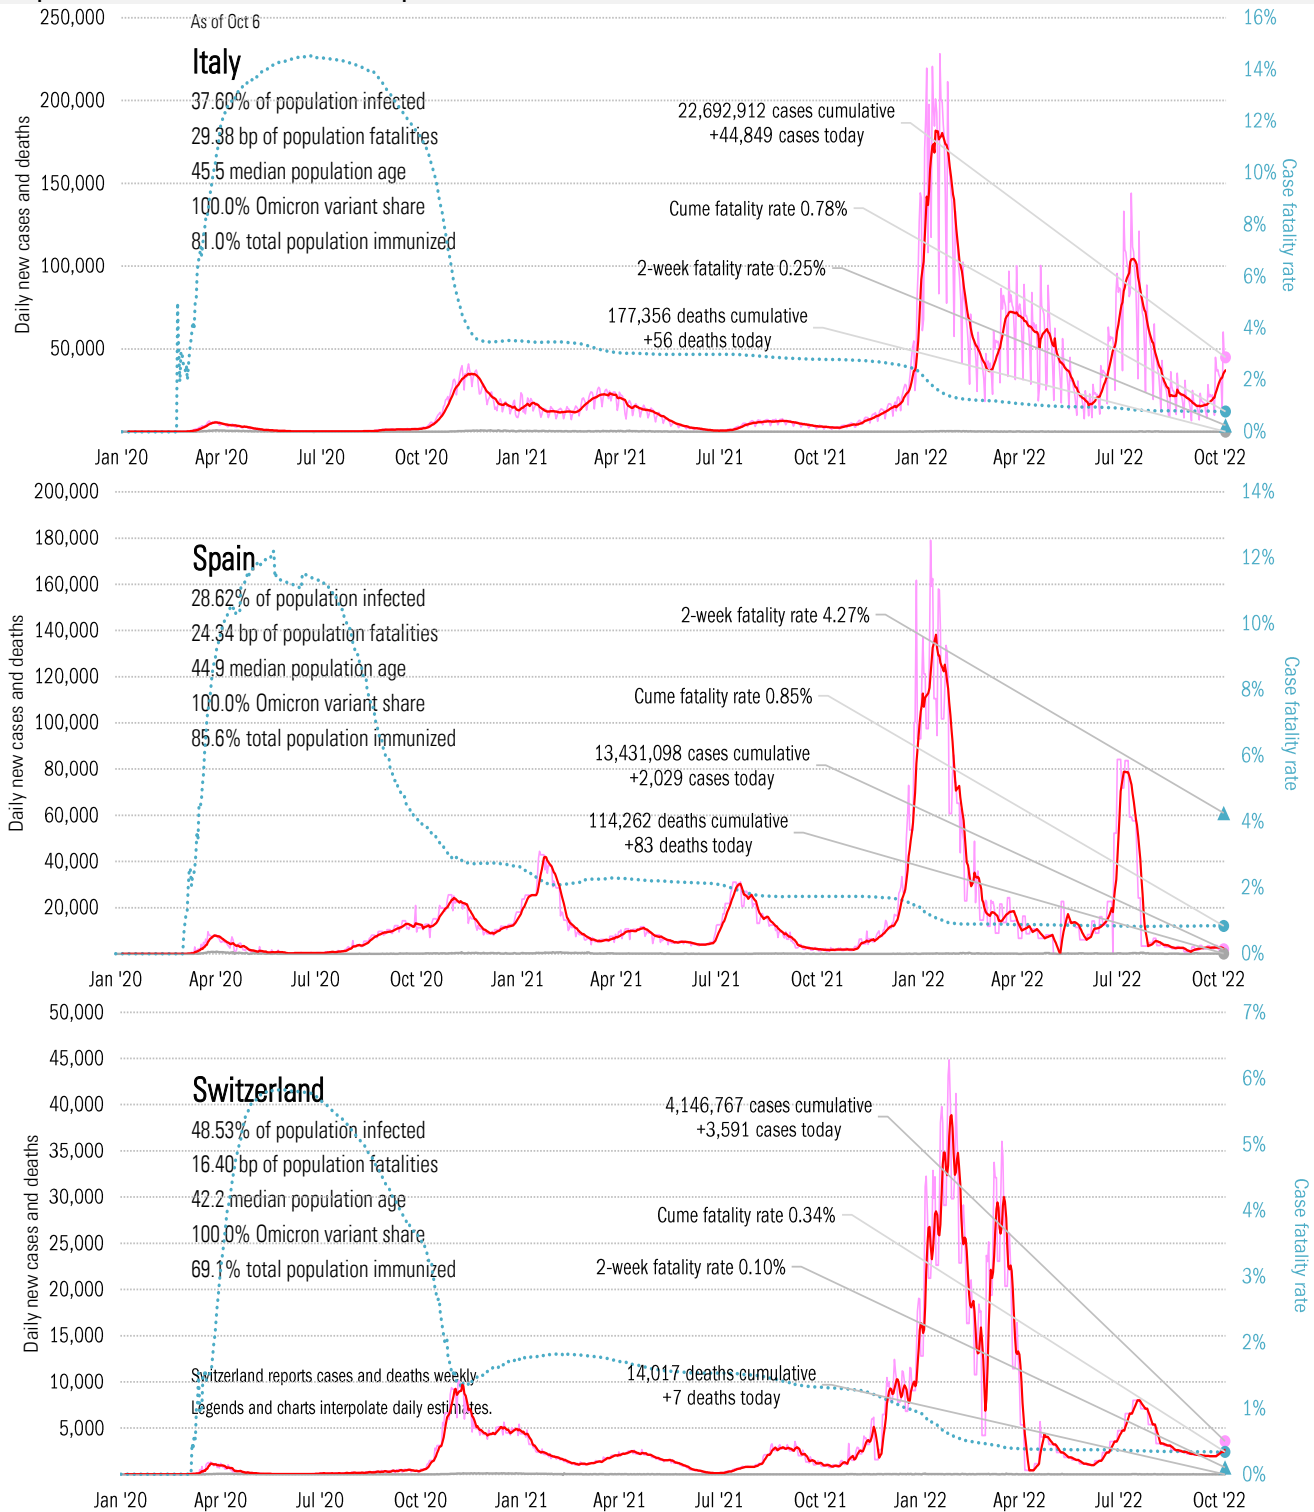 As of Oct 6
250,000
200,000
150,000
100,000
50,000
Daily new cases and deaths
Italy
37.60% of population infected
29.38 bp of population fatalities
45.5 median population age
100.0% Omicron variant share
81.0% total population immunized
22,692,912 cases cumulative
+44,849 cases today
Cume fatality rate 0.78%
2-week fatality rate 0.25%
177,356 deaths cumulative
+56 deaths today
16%
14%
12%
10%
8%
6%
4%
2%
0%
Case fatality rate
Jan '20 Apr '20 Jul '20 Oct '20 Jan '21 Apr '21 Jul '21 Oct '21 Jan '22 Apr '22 Jul '22 Oct '22
200,000
180,000
160,000
140,000
120,000
100,000
80,000
60,000
40,000
20,000
Daily new cases and deaths
Spain
28.62% of population infected
24.34 bp of population fatalities
44.9 median population age
100.0% Omicron variant share
85.6% total population immunized
2-week fatality rate 4.27%
Cume fatality rate 0.85%
13,431,098 cases cumulative
+2,029 cases today
114,262 deaths cumulative
+83 deaths today
14%
12%
10%
8%
6%
4%
2%
0%
Case fatality rate
Jan '20 Apr '20 Jul '20 Oct '20 Jan '21 Apr '21 Jul '21 Oct '21 Jan '22 Apr '22 Jul '22 Oct '22
50,000
45,000
40,000
35,000
30,000
25,000
20,000
15,000
10,000
5,000
Daily new cases and deaths
Switzerland
48.53% of population infected
16.40 bp of population fatalities
42.2 median population age
100.0% Omicron variant share
69.1% total population immunized
Switzerland reports cases and deaths weekly.
Legends and charts interpolate daily estimates.
4,146,767 cases cumulative
+3,591 cases today
Cume fatality rate 0.34%
2-week fatality rate 0.10%
14,017 deaths cumulative
+7 deaths today
7%
6%
5%
4%
3%
2%
1%
0%
Case fatality rate
Jan '20 Apr '20 Jul '20 Oct '20 Jan '21 Apr '21 Jul '21 Oct '21 Jan '22 Apr '22 Jul '22 Oct '22